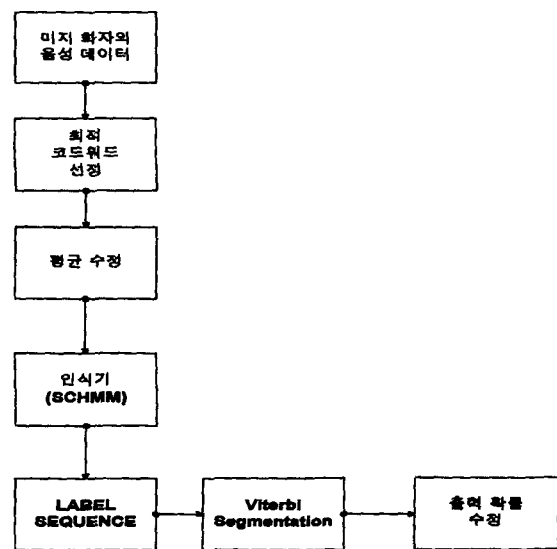 미지 화자의
음성 데이터
최적
코드워드
선정
평균 수정
인식기
(SCHMM)
LABEL
SEQUENCE
Viterbi
Segmentation
출력 확률
수정